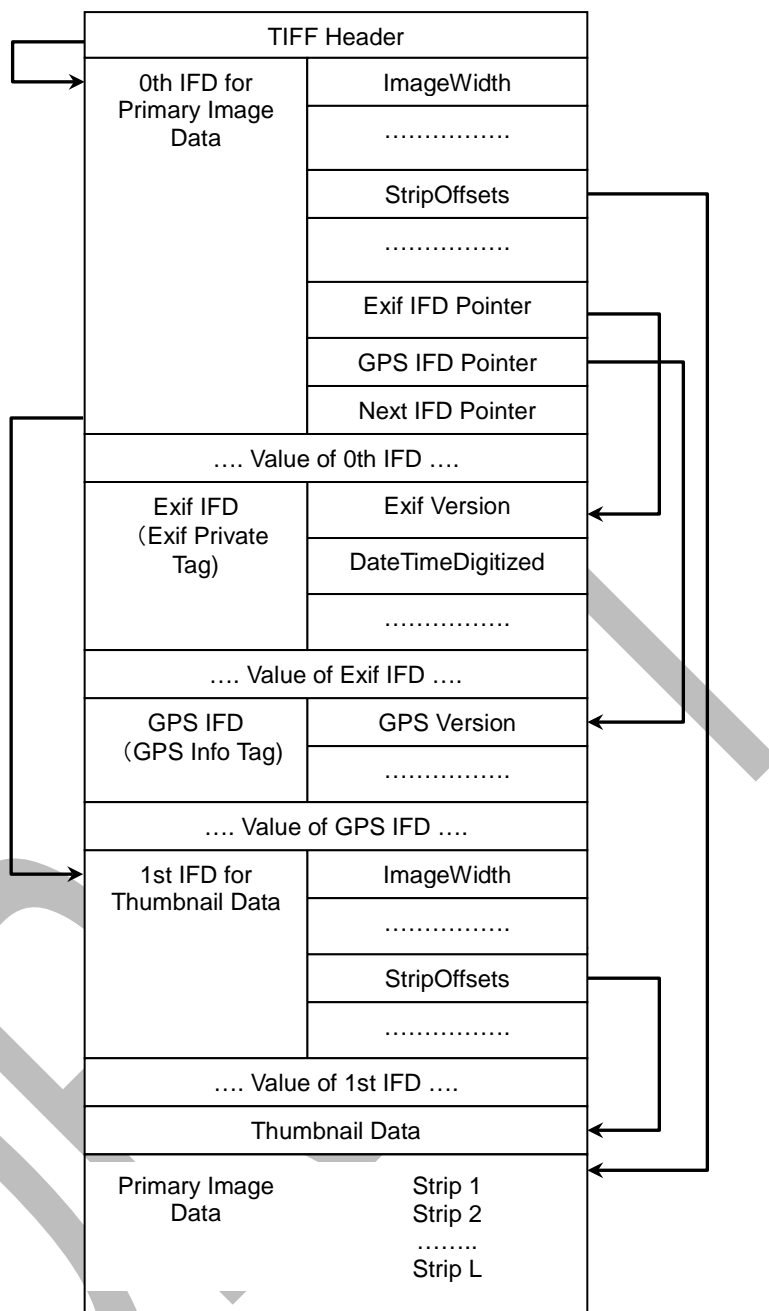 TIFF Header
0th IFD for
Primary Image
Data
ImageWidth
…………….
StripOffsets
…………….
Exif IFD Pointer
GPS IFD Pointer
Next IFD Pointer
…. Value of 0th IFD ….
Exif IFD
（Exif Private
Tag)
Exif Version
DateTimeDigitized
…………….
…. Value of Exif IFD ….
GPS IFD
（GPS Info Tag)
GPS Version
…………….
…. Value of GPS IFD ….
1st IFD for
Thumbnail Data
ImageWidth
…………….
StripOffsets
…………….
…. Value of 1st IFD ….
Thumbnail Data
Primary Image
Data
Strip 1
Strip 2
……..
Strip L